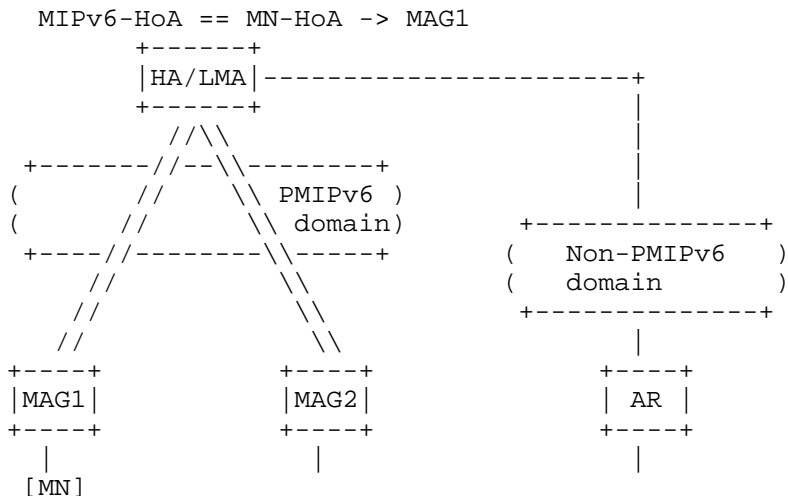 MIPv6-HoA == MN-HoA -> MAG1
HA/LMA
PMIPv6
domain
Non-PMIPv6
domain
MAG1 MAG2 AR
[MN]